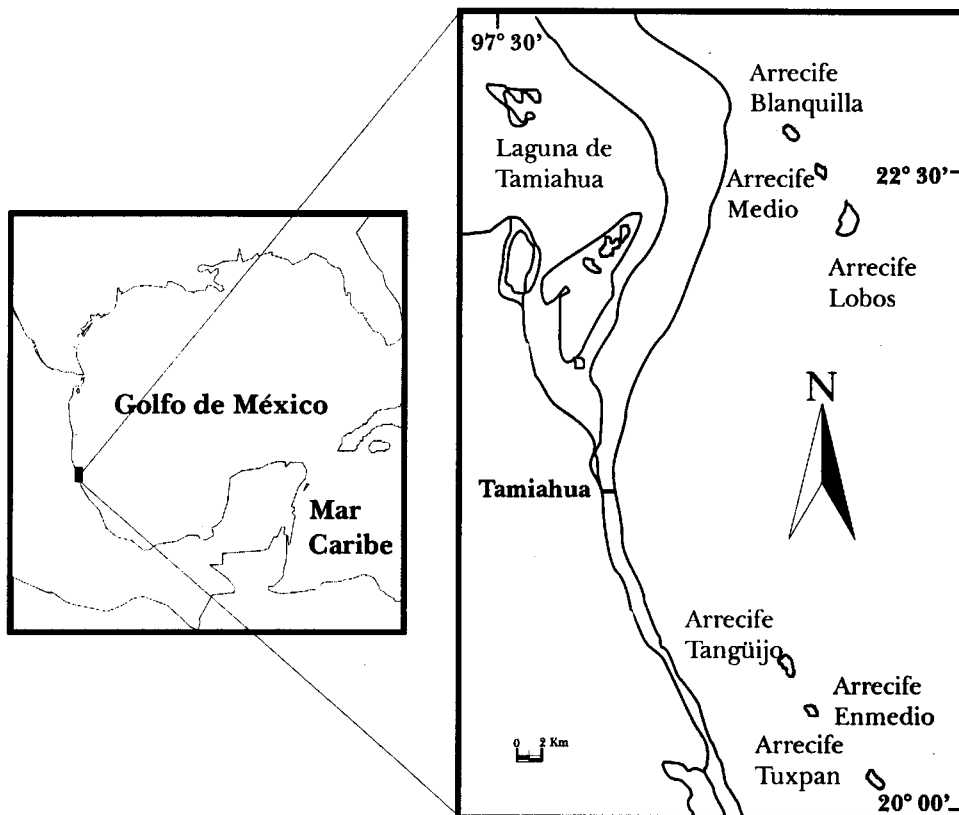 97° 30'
Arrecife
Blanquilla
Laguna de
Tamiahua
Arrecife
Medio
22° 30'
Arrecife
Lobos
Golfo de México
Mar
Caribe
N
Tamiahua
Arrecife
Tangüijo
Arrecife
Enmedio
0 2 Km
Arrecife
Tuxpan
20° 00'